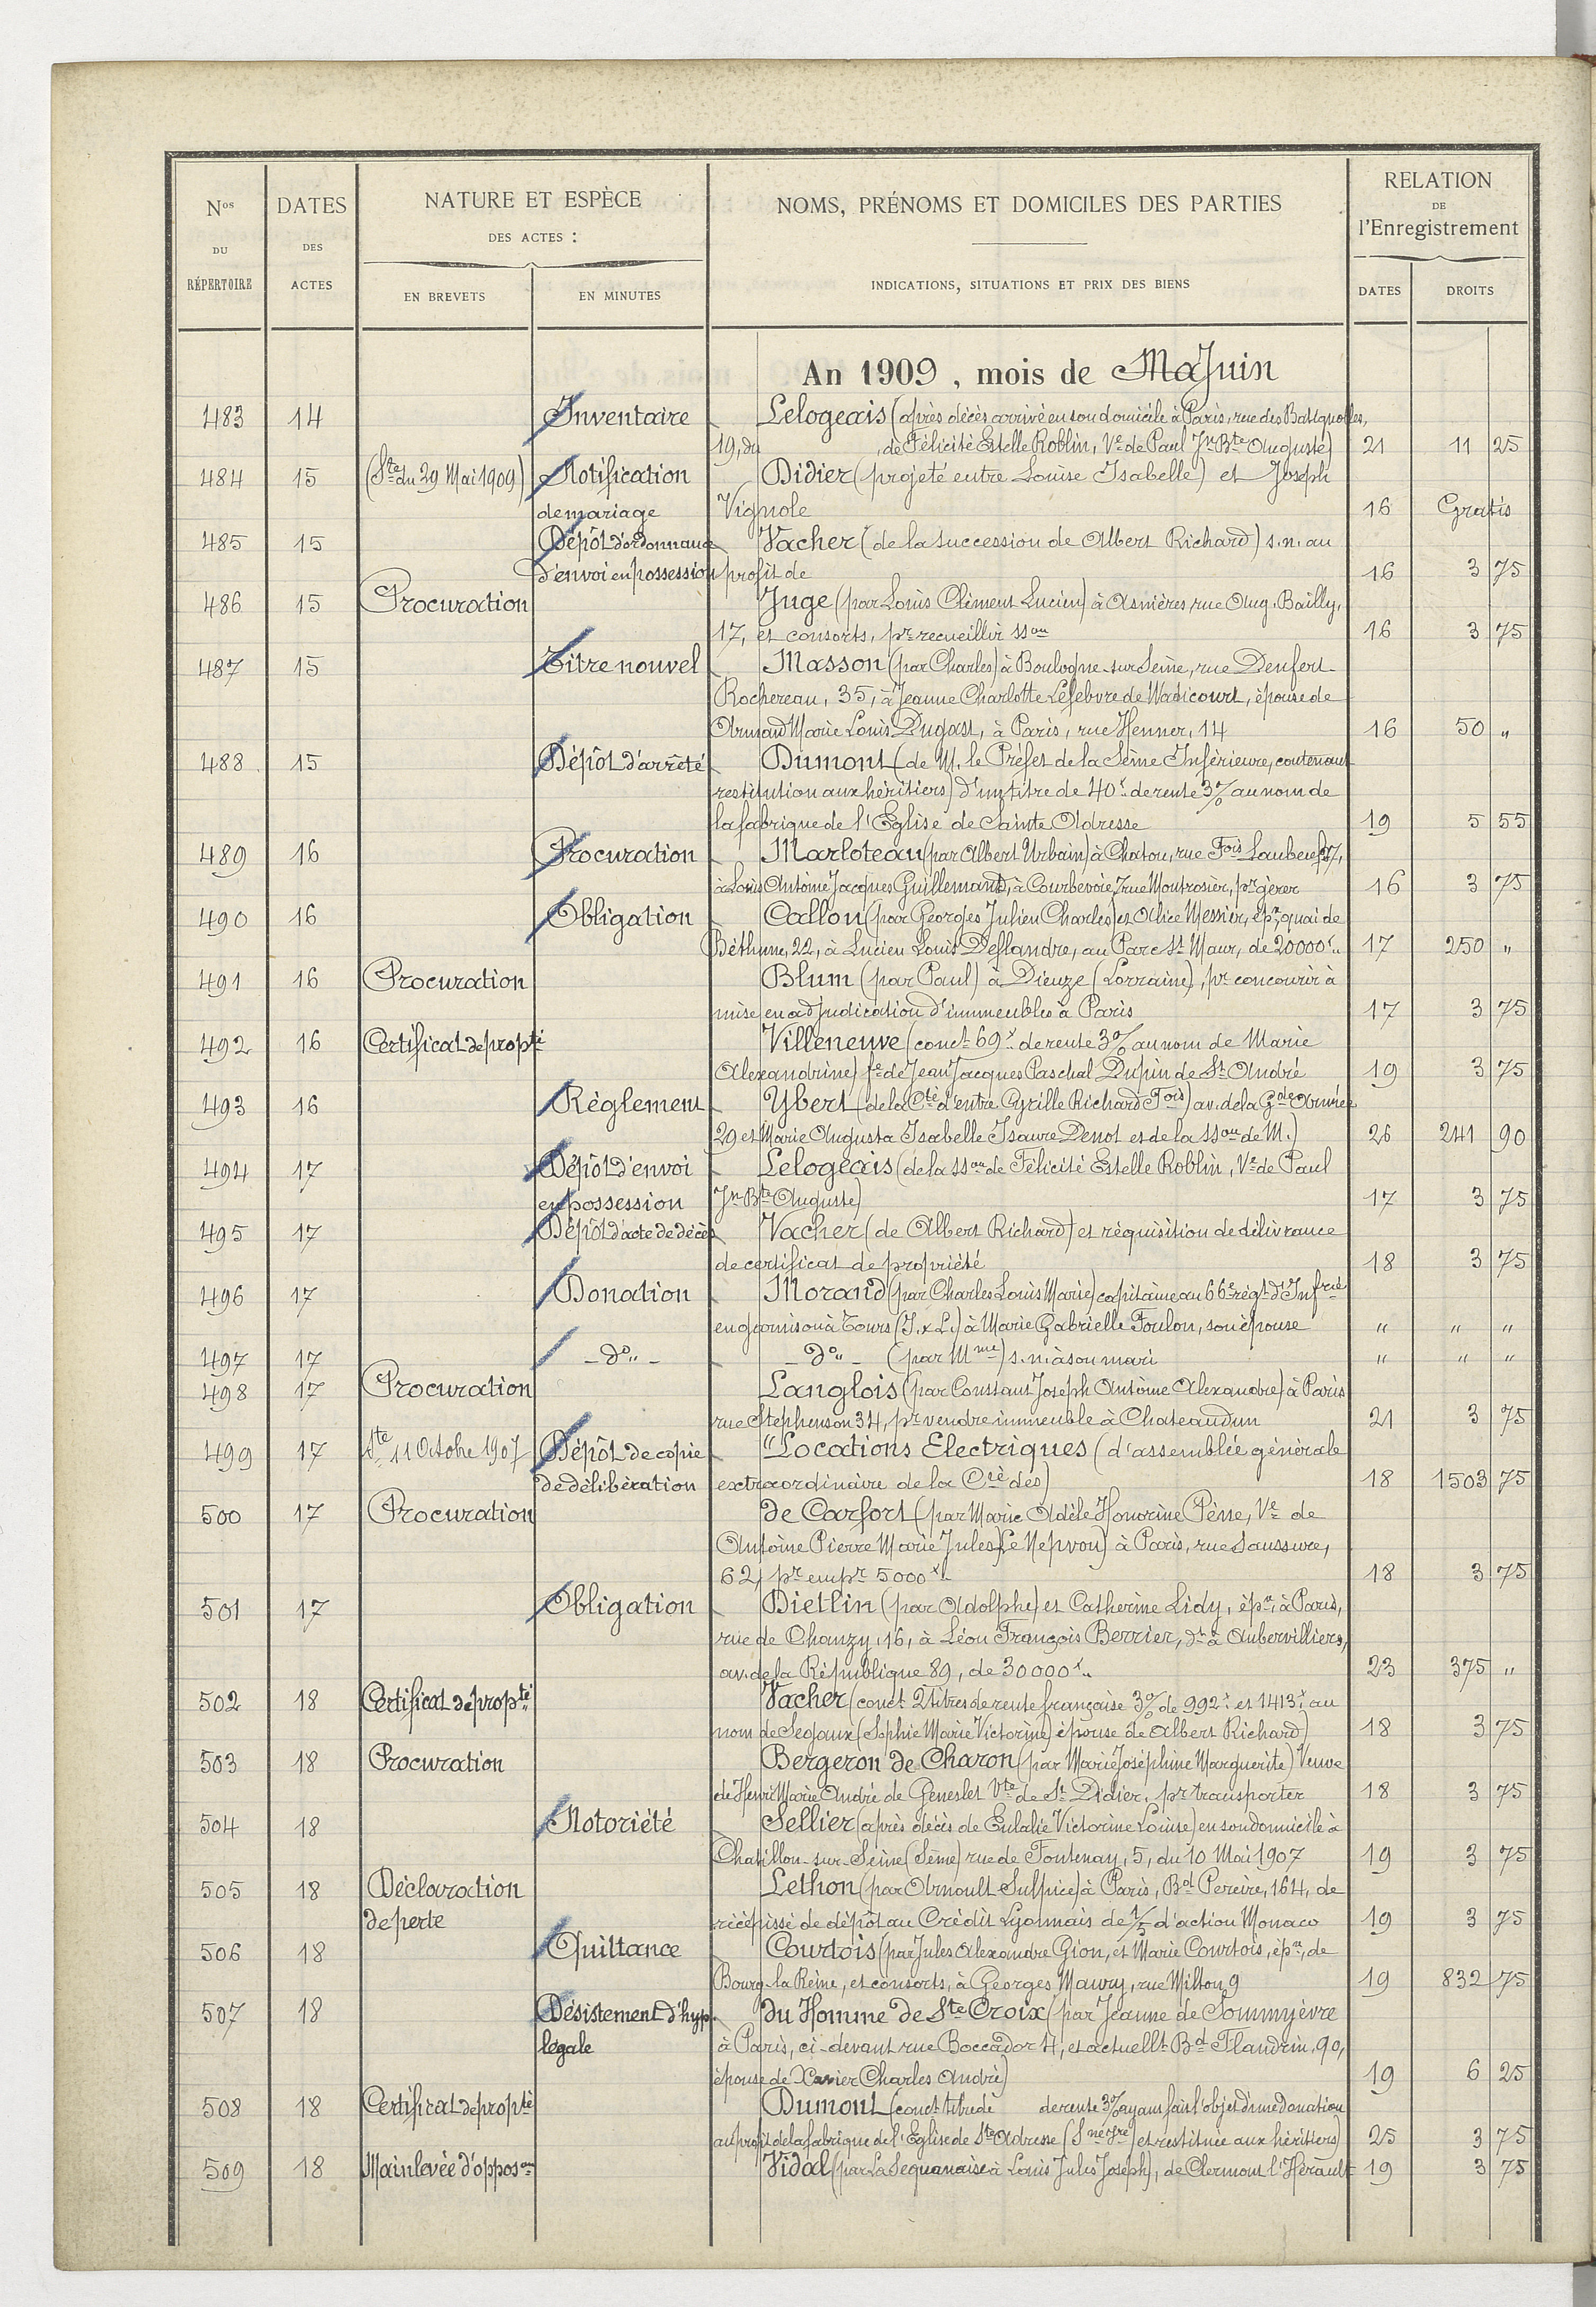 Nos DU RÉPERTOIRE
DATES DES ACTES
NATURE ET ESPÈCE DES ACTES :
EN BREVETS
EN MINUTES
NOMS, PRÉNOMS ET DOMICILES DES PARTIES
INDICATIONS, SITUATIONS ET PRIX DES BIENS
RELATION DE l'Enregistrement
DATES
DROITS
An 1909, mois de Juin
483 14 Inventaire Lelogeais (après décès arrivé en son domicile à Paris, rue des Batignolles,
19, du , de Félicité Estelle Roblin, Ve de Paul Jn Bte Auguste) 21 11 25
484 15 (Ste du 29 Mai 1909) Notification Didier (projeté entre Louise Isabelle) et Joseph
de mariage Vignole 16 Gratis
485 15 Dépôt d'ordonnance Vacher (de la succession de Albert Richard) s.n. au
d'envoi en possession profit de 16 3 75
486 15 Procuration Juge (par Louis Clément Lucien) à Asnières, rue Aug. Bailly,
17, et consorts, pr recueillir sson 16 3 75
487 15 Titre nouvel Masson (par Charles) à Boulogne-sur-Seine, rue Denfert-
Rochereau, 35, à Jeanne Charlotte Lefebvre de Wadicourt, épouse de
Armand Marie Louis Dugast, à Paris, rue Henner, 14 16 50 "
488 15 Dépôt d'arrêté Dumont (de M. le Préfet de la Seine Inférieure, contenant
restitution aux héritiers) d'un titre de 40f. de rente 3% au nom de
la fabrique de l'Eglise de Sainte Adresse 19 5 55
489 16 Procuration Marloteau (par Albert Urbain) à Chatou, rue Fois Laubeuf,
à Louis Antoine Jacques Guillemard, à Courbevoie, 7 rue Montrosier, pr gérer 16 3 75
490 16 Obligation Callon (par Georges Julien Charles) et Alice Messier, épx, quai de
Béthune, 22, à Lucien Louis Deflandre, au Parc St Maur, de 20000f. 17 250 "
491 16 Procuration Blum (par Paul) à Dieuze (Lorraine), pr concourir à
mise en adjudication d'immeubles à Paris 17 3 75
492 16 Certificat de propté Villeneuve (conct 69f. de rente 3% au nom de Marie
Alexandrine) fe de Jean Jacques Paschal Dupin de St André 19 3 75
493 16 Règlement Ybert (de la Cté d'entre Cyrille Richard Fois) av. de la Gde Armée
29 et Marie Augusta Isabelle Isaure Denot et de la sson de M.) 26 241 90
494 17 Dépôt d'envoi Lelogeais (de la sson de Félicité Estelle Roblin, Ve de Paul
en possession Jn Bte Auguste) 17 3 75
495 17 Dépôt d'acte de décès Vacher (de Albert Richard) et réquisition de délivrance
de certificat de propriété 18 3 75
496 17 Donation Morand (par Charles Louis Marie) capitaine au 66e régt d'Infrie
en garnison à Tours (I. & L.) à Marie Gabrielle Foulon, son épouse " " "
497 17 - do - - do - (par Mme) s.n. à son mari " " "
498 17 Procuration Langlois (par Constant Joseph Antoine Alexandre) à Paris
rue Stephenson 34, pr vendre immeuble à Chateaudun 21 3 75
499 17 Ste 11 Octobre 1907 Dépôt de copie "Locations Electriques (d'assemblée générale
de délibération extraordinaire de la Cie des) 18 1503 75
500 17 Procuration de Carfort (par Marie Adèle Honorine Pène, Ve de
Antoine Pierre Marie Jules Le Nepvou) à Paris, rue Saussure,
62, pr empr 5000f. 18 3 75
501 17 Obligation Dietlin (par Adolphe) et Catherine Lidy, épx, à Paris,
rue de Chanzy, 16, à Léon François Berrier, dt à Aubervilliers,
av. de la République 89, de 30000f. 23 375 "
502 18 Certificat de propté Vacher (conct 2 titres de rente française 3% de 992f. et 1413f. au
nom de Segaux (Sophie Marie Victorine) épouse de Albert Richard) 18 3 75
503 18 Procuration Bergeron de Charon (par Marie Joséphine Marguerite) Veuve
de Henri Marie André de Geneslet Vte de St Didier, pr transporter 18 3 75
504 18 Notoriété Sellier (après décès de Eulalie Victorine Louise) en son domicile à
Chatillon-sur-Seine (Seine) rue de Fontenay, 5, du 10 Mai 1907 19 3 75
505 18 Déclaration Lethon (par Arnoult Sulpice) à Paris, Bd Pereire, 164, de
de perte récépissé de dépôt au Crédit Lyonnais de 1/5 d'action Monaco 19 3 75
506 18 Quittance Courtois (par Jules Alexandre Gion, et Marie Courtois, épx, de
Bourg-la-Reine, et consorts, à Georges Maury, rue Milton, 9 19 832 75
507 18 Désistement d'hyp. du Homme de Ste Croix (par Jeanne de Sommyèvre
légale à Paris, ci-devant rue Boccador 4, et actuellt Bd Flandrin, 90,
épouse de Xavier Charles André) 19 6 25
508 18 Certificat de propté Dumont (conct titre de de rente 3% ayant fait l'objet d'une donation
au profit de la fabrique de l'Eglise de Ste Adresse (Sne Ire) et restituée aux héritiers) 25 3 75
509 18 Mainlevée d'opposon Vidal (par La Séquanaise à Louis Jules Joseph), de Clermont l'Hérault 19 3 75